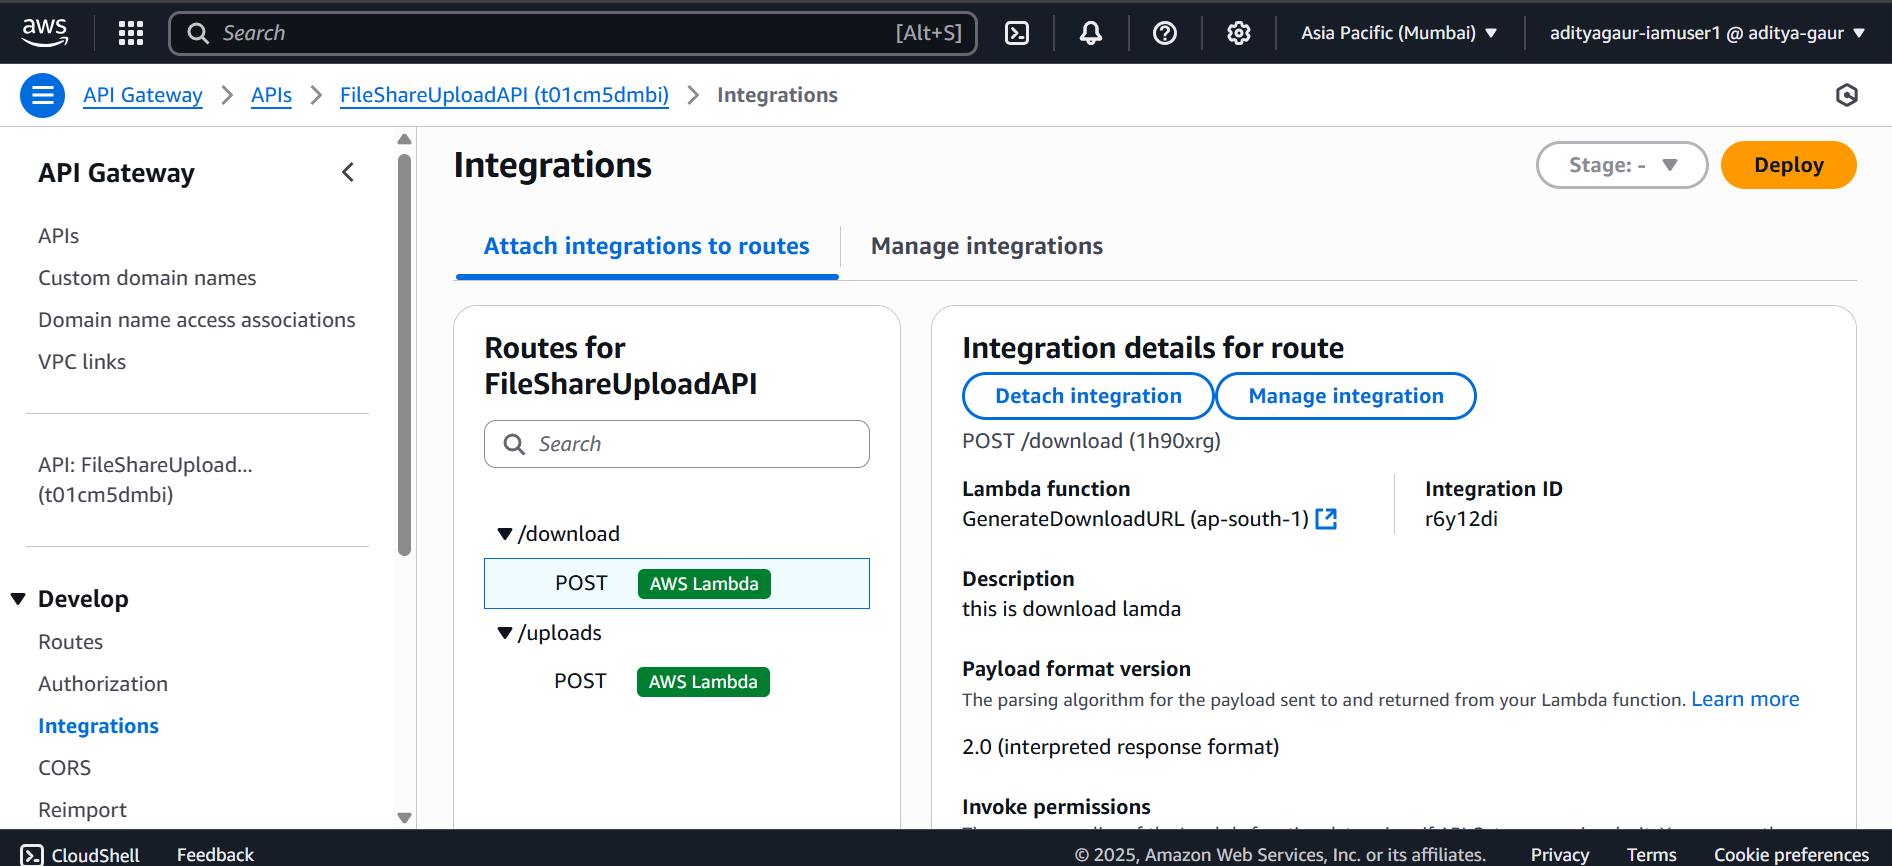 aws
Search [Alt+S]
Asia Pacific (Mumbai)
adityagaur-iamuser1 @ aditya-gaur
API Gateway
APIs
FileShareUploadAPI (t01cm5dmbi)
Integrations
API Gateway
APIs
Custom domain names
Domain name access associations
VPC links
API: FileShareUpload...
(t01cm5dmbi)
Develop
Routes
Authorization
Integrations
CORS
Reimport
Integrations
Stage: -
Deploy
Attach integrations to routes
Manage integrations
Routes for
FileShareUploadAPI
Search
/download
POST AWS Lambda
/uploads
POST AWS Lambda
Integration details for route
Detach integration
Manage integration
POST /download (1h90xrg)
Lambda function
GenerateDownloadURL (ap-south-1)
Integration ID
r6y12di
Description
this is download lamda
Payload format version
The parsing algorithm for the payload sent to and returned from your Lambda function. Learn more
2.0 (interpreted response format)
Invoke permissions
CloudShell
Feedback
© 2025, Amazon Web Services, Inc. or its affiliates.
Privacy
Terms
Cookie preferences